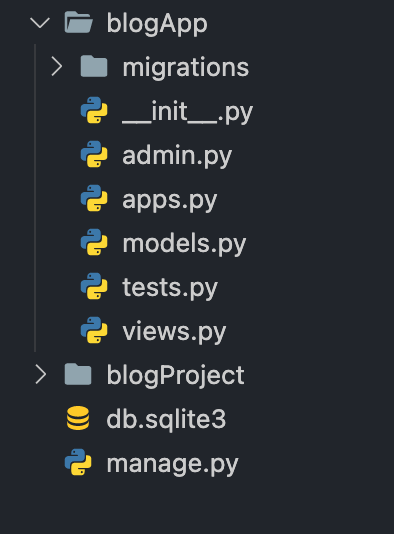 blogApp
migrations
__init__.py
admin.py
apps.py
models.py
tests.py
views.py
blogProject
db.sqlite3
manage.py